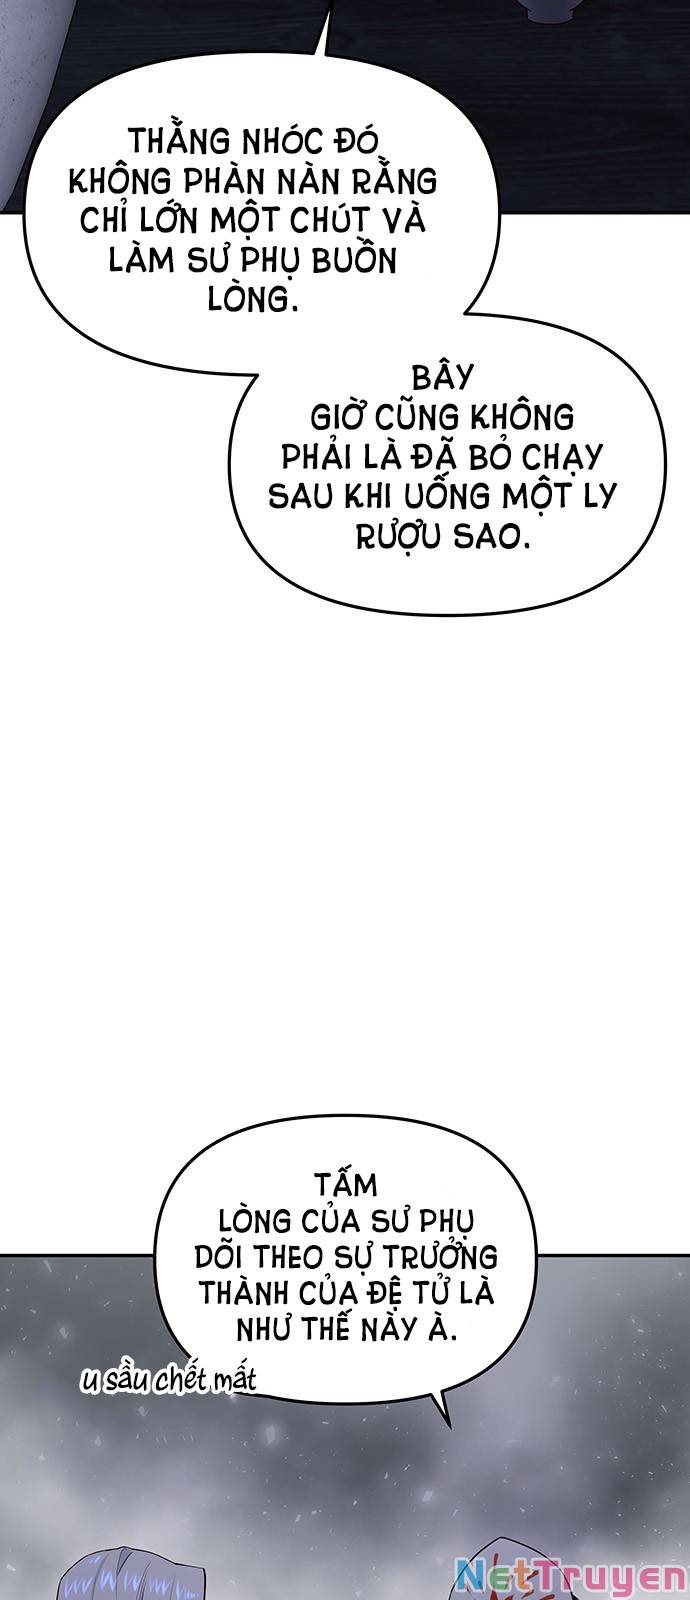 THẰNG NHÓC ĐÓ
KHÔNG PHÀN NÀN RẰNG
CHỈ LỚN MỘT CHÚT VÀ
LÀM SƯ PHỤ BUỒN
LÒNG.
BÂY
GIỜ CŨNG KHÔNG
PHẢI LÀ ĐÃ BỎ CHẠY
SAU KHI UỐNG MỘT LY
RƯỢU SAO.
TẤM
LÒNG CỦA SƯ PHỤ
DÕI THEO SỰ TRƯỞNG
THÀNH CỦA ĐỆ TỬ LÀ
NHƯ THẾ NÀY À.
u sầu chết mất
NETTRUYEN